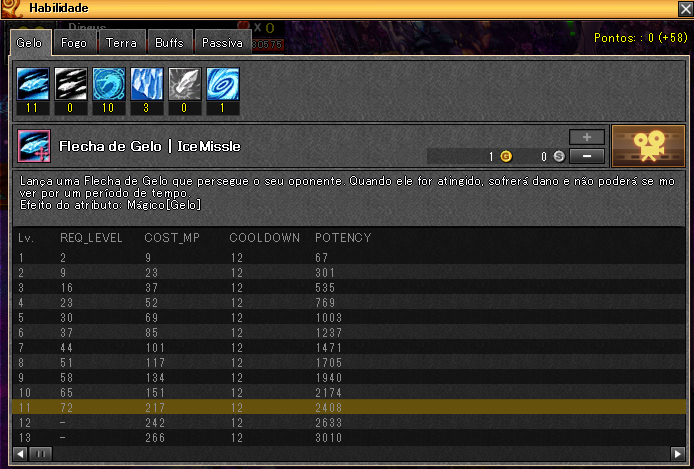 Habilidade
X 0
Gelo Fogo Terra Buffs Passiva
80575
Pontos: : 0 (+58)
11 0 10 3 0 1
Flecha de Gelo | IceMissle
1 G 0 S
Lança uma Flecha de Gelo que persegue o seu oponente. Quando ele for atingido, sofrerá dano e não poderá se mo
ver por um período de tempo.
Efeito do atributo: Mágico[Gelo]
Lv. REQ_LEVEL COST_MP COOLDOWN POTENCY
1 2 9 12 67
2 9 23 12 301
3 16 37 12 535
4 23 52 12 769
5 30 69 12 1003
6 37 85 12 1237
7 44 101 12 1471
8 51 117 12 1705
9 58 134 12 1940
10 65 151 12 2174
11 72 217 12 2408
12 - 242 12 2633
13 - 266 12 3010